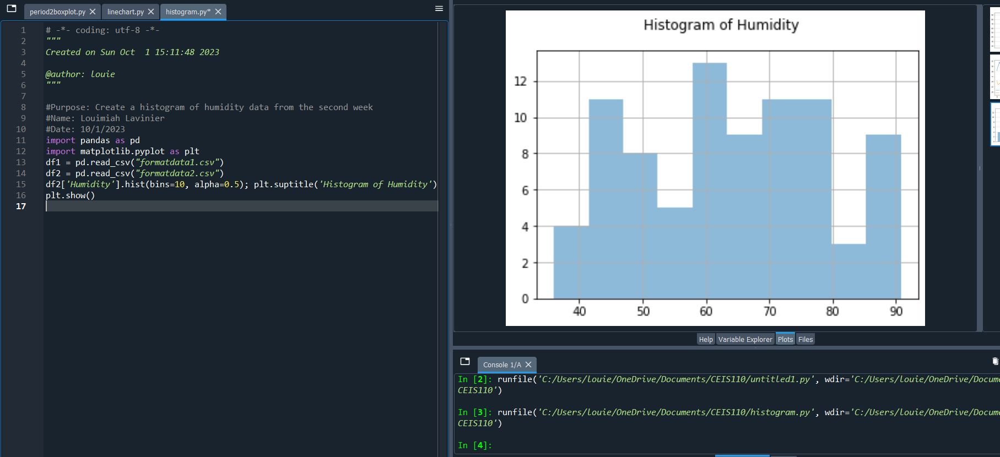 period2boxplot.py linechart.py histogram.py*
1 # -*- coding: utf-8 -*-
2 """
3 Created on Sun Oct  1 15:11:48 2023
4
5 @author: louie
6 """
7
8 #Purpose: Create a histogram of humidity data from the second week
9 #Name: Louimiah Lavinier
10 #Date: 10/1/2023
11 import pandas as pd
12 import matplotlib.pyplot as plt
13 df1 = pd.read_csv("formatdata1.csv")
14 df2 = pd.read_csv("formatdata2.csv")
15 df2['Humidity'].hist(bins=10, alpha=0.5); plt.suptitle('Histogram of Humidity')
16 plt.show()
17
Histogram of Humidity
12
10
8
6
4
2
0
40 50 60 70 80 90
Help Variable Explorer Plots Files
Console 1/A
In [2]: runfile('C:/Users/louie/OneDrive/Documents/CEIS110/untitled1.py', wdir='C:/Users/louie/OneDrive/Docume
CEIS110')
In [3]: runfile('C:/Users/louie/OneDrive/Documents/CEIS110/histogram.py', wdir='C:/Users/louie/OneDrive/Docume
CEIS110')
In [4]: